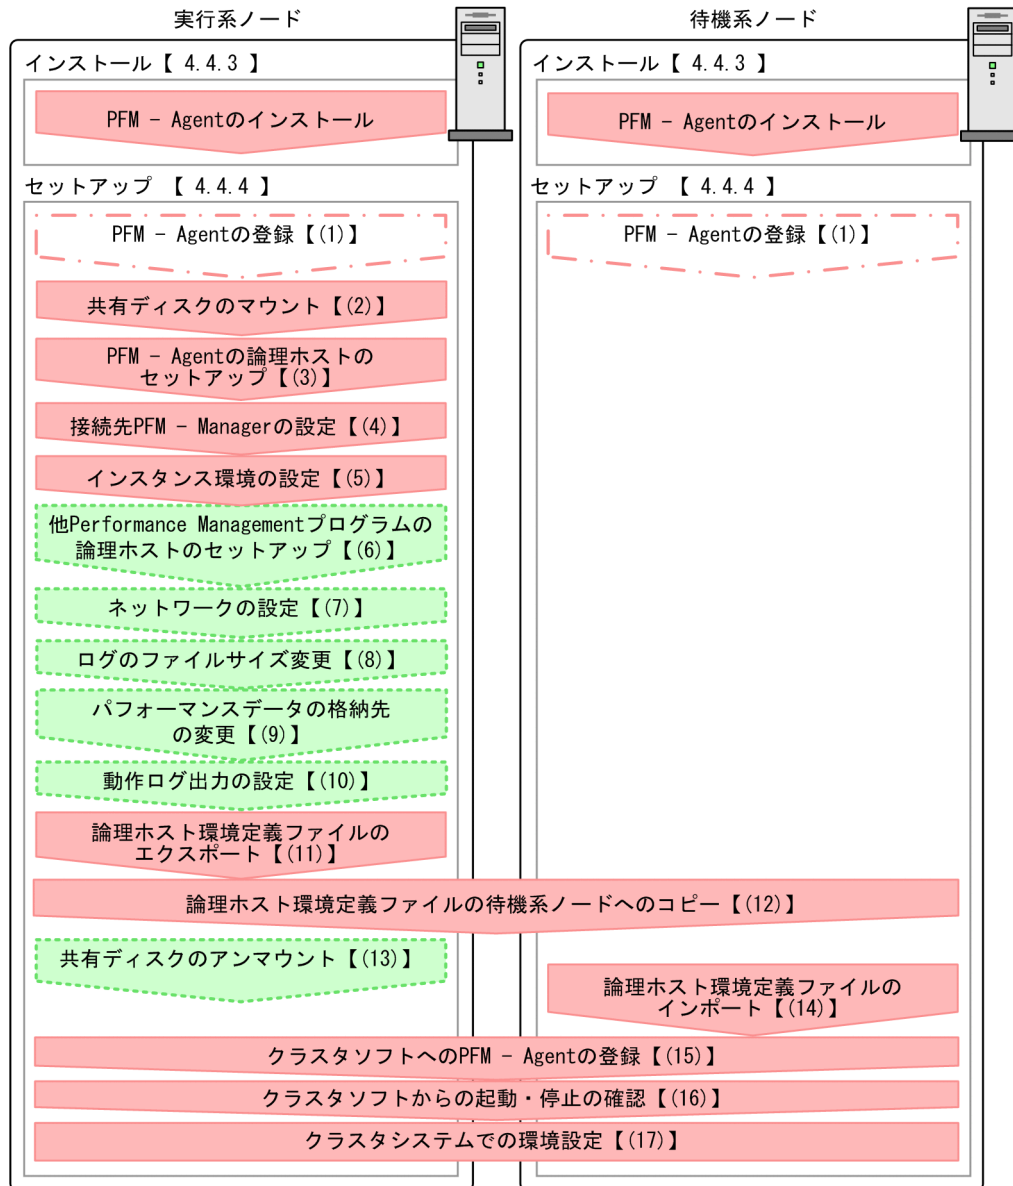 実行系ノード
待機系ノード
インストール【 4.4.3 】
インストール【 4.4.3 】
PFM - Agentのインストール
PFM - Agentのインストール
セットアップ 【 4.4.4 】
セットアップ 【 4.4.4 】
PFM - Agentの登録【(1)】
PFM - Agentの登録【(1)】
共有ディスクのマウント【(2)】
PFM - Agentの論理ホストの
セットアップ【(3)】
接続先PFM - Managerの設定【(4)】
インスタンス環境の設定【(5)】
他Performance Managementプログラムの
論理ホストのセットアップ【(6)】
ネットワークの設定【(7)】
ログのファイルサイズ変更【(8)】
パフォーマンスデータの格納先
の変更【(9)】
動作ログ出力の設定【(10)】
論理ホスト環境定義ファイルの
エクスポート【(11)】
論理ホスト環境定義ファイルの待機系ノードへのコピー【(12)】
共有ディスクのアンマウント【(13)】
論理ホスト環境定義ファイルの
インポート【(14)】
クラスタソフトへのPFM - Agentの登録【(15)】
クラスタソフトからの起動・停止の確認【(16)】
クラスタシステムでの環境設定【(17)】